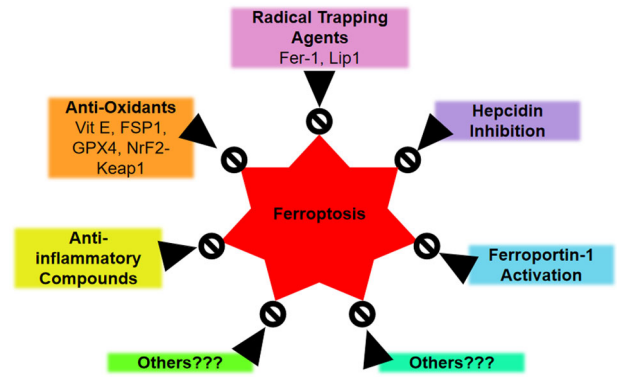 Radical Trapping
Agents
Fer-1, Lip1
Anti-Oxidants
Vit E, FSP1,
GPX4, NrF2-
Keap1
Hepcidin
Inhibition
Ferroptosis
Anti-
inflammatory
Compounds
Ferroportin-1
Activation
Others???
Others???